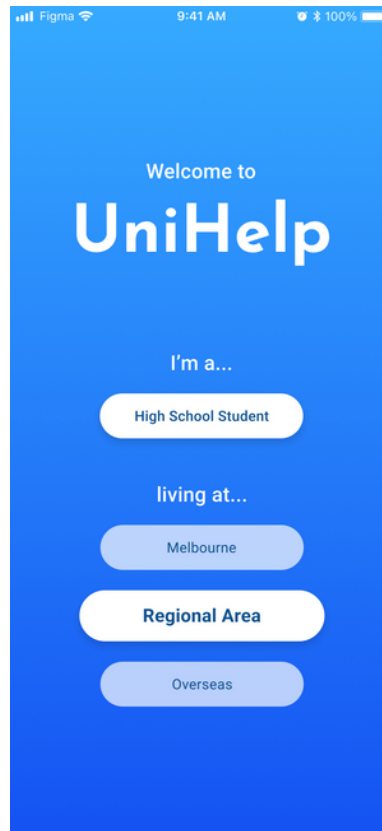 Figma 9:41 AM 100%
Welcome to
UniHelp
I'm a...
High School Student
living at...
Melbourne
Regional Area
Overseas